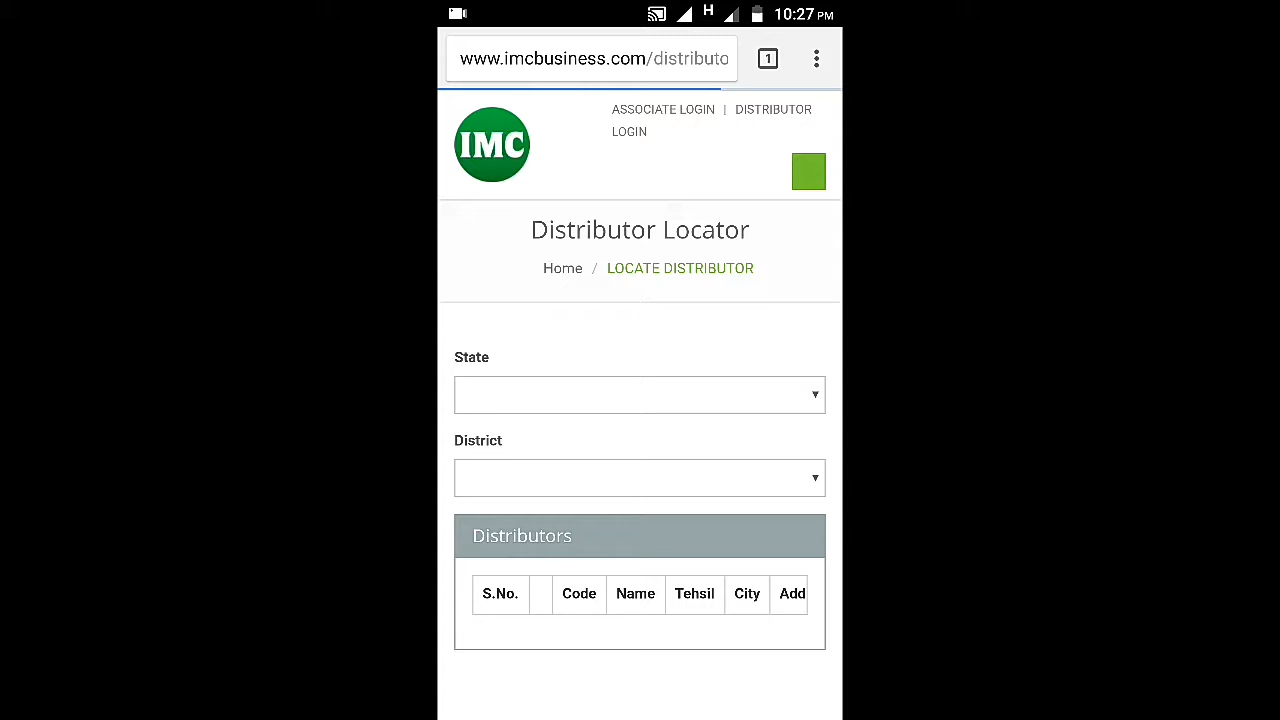 H 10:27 PM
www.imcbusiness.com/distributo 1
ASSOCIATE LOGIN | DISTRIBUTOR
LOGIN
IMC
Distributor Locator
Home / LOCATE DISTRIBUTOR
State
District
Distributors
S.No. Code Name Tehsil City Add